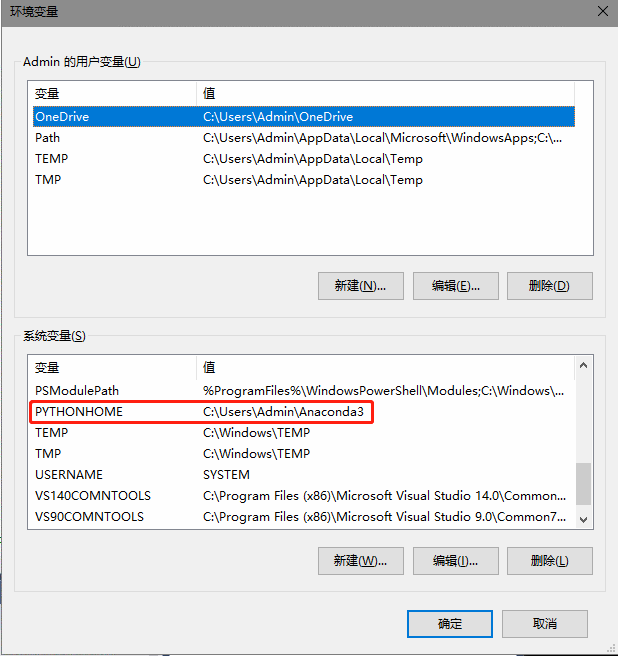 环境变量
Admin 的用户变量(U)
变量 值
OneDrive C:\Users\Admin\OneDrive
Path C:\Users\Admin\AppData\Local\Microsoft\WindowsApps;C:\...
TEMP C:\Users\Admin\AppData\Local\Temp
TMP C:\Users\Admin\AppData\Local\Temp
新建(N)... 编辑(E)... 删除(D)
系统变量(S)
变量 值
PSModulePath %ProgramFiles%\WindowsPowerShell\Modules;C:\Windows\...
PYTHONHOME C:\Users\Admin\Anaconda3
TEMP C:\Windows\TEMP
TMP C:\Windows\TEMP
USERNAME SYSTEM
VS140COMNTOOLS C:\Program Files (x86)\Microsoft Visual Studio 14.0\Common...
VS90COMNTOOLS C:\Program Files (x86)\Microsoft Visual Studio 9.0\Common7...
新建(W)... 编辑(I)... 删除(L)
确定 取消